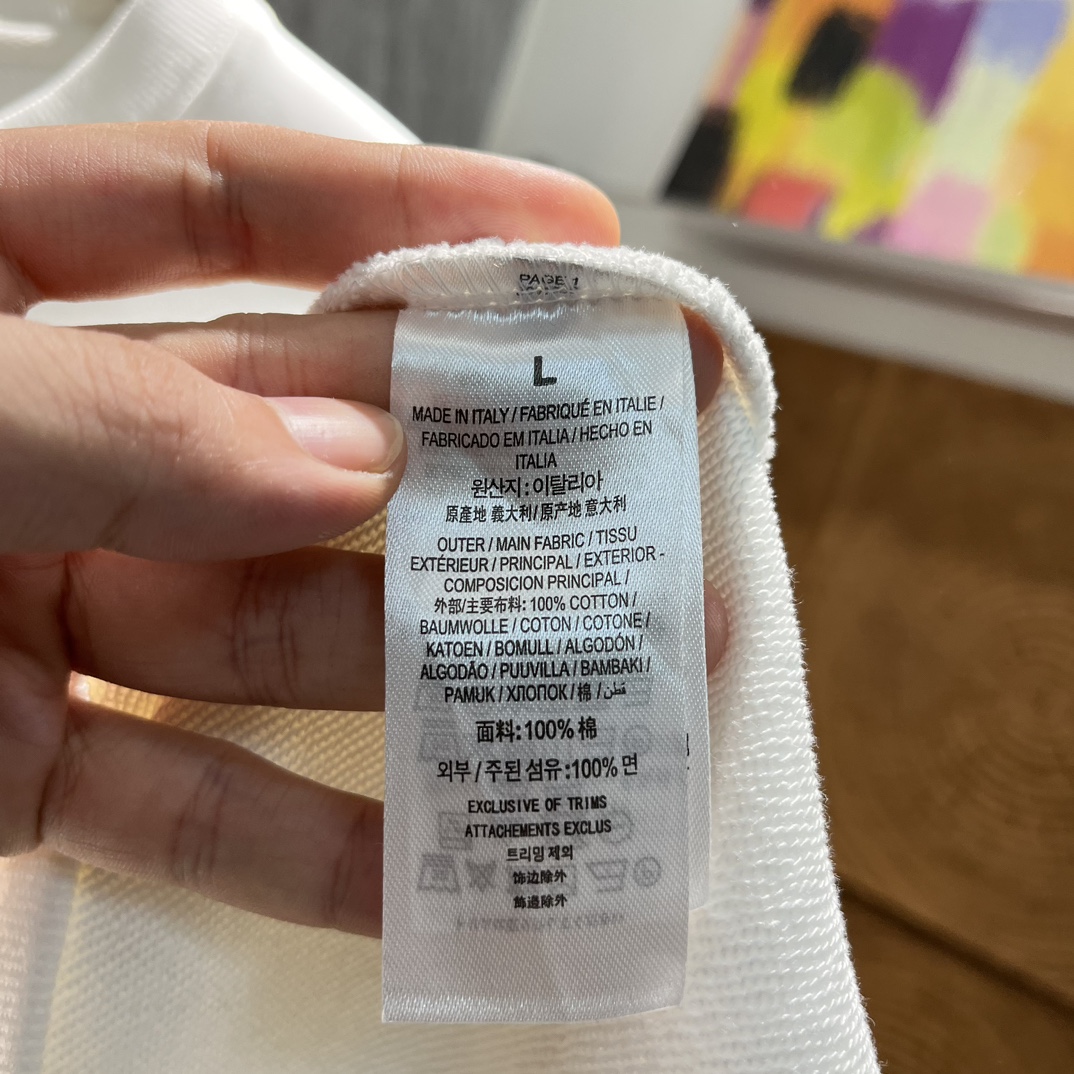 PAGE 1
L
MADE IN ITALY / FABRIQUÉ EN ITALIE /
FABRICADO EM ITALIA / HECHO EN
ITALIA
원산지 : 이탈리아
原產地 義大利/ 原产地 意大利
OUTER / MAIN FABRIC / TISSU
EXTÉRIEUR / PRINCIPAL / EXTERIOR -
COMPOSICION PRINCIPAL /
外部/主要布料: 100% COTTON /
BAUMWOLLE / COTON / COTONE /
KATOEN / BOMULL / ALGODÓN /
ALGODÃO / PUUVILLA / BAMBAKI /
PAMUK / ХЛОПОК / 棉 / قطن
面料: 100% 棉
외부 / 주된 섬유 :100% 면
EXCLUSIVE OF TRIMS
ATTACHEMENTS EXCLUS
트리밍 제외
饰边除外
飾邊除外